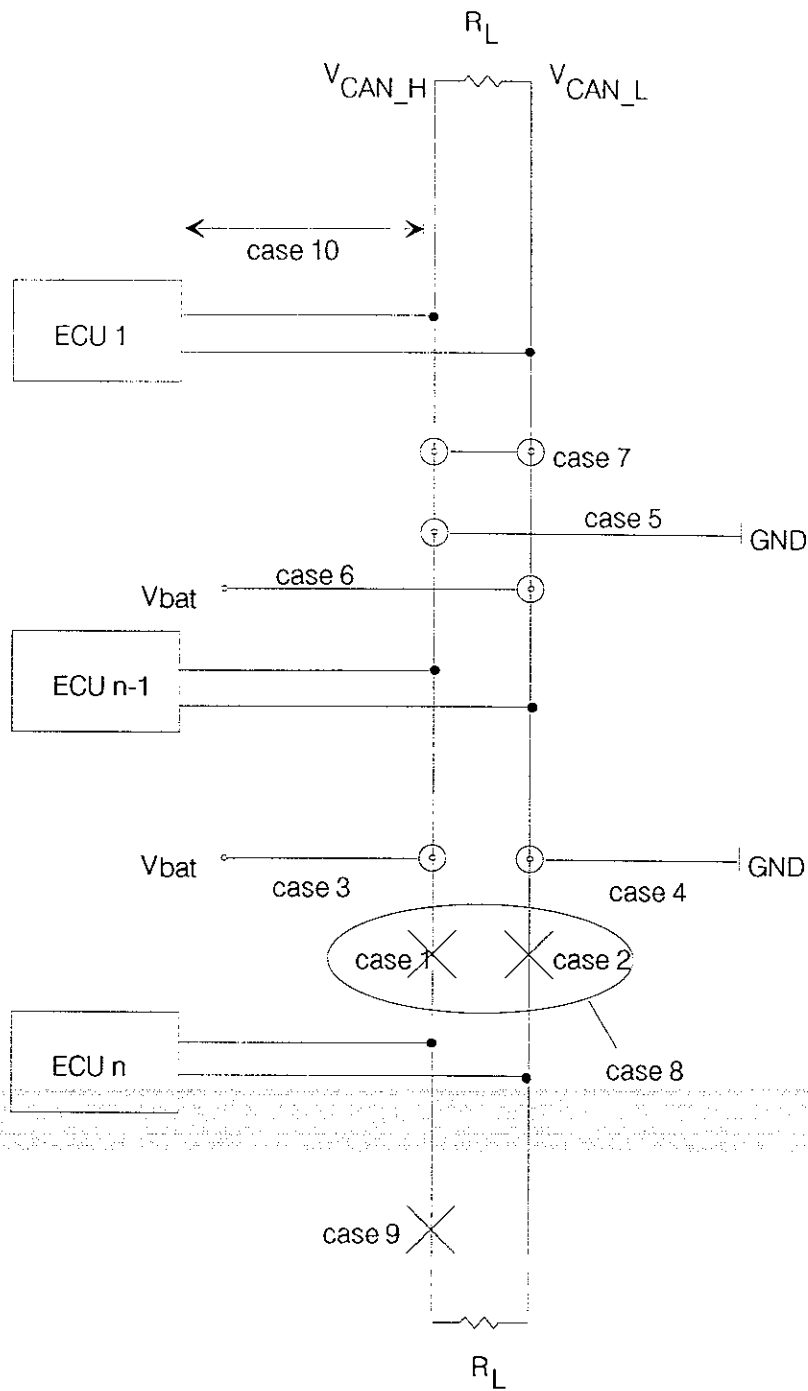 R_L
V_CAN_H
V_CAN_L
case 10
ECU 1
case 7
case 5
GND
case 6
Vbat
ECU n-1
Vbat
case 3
case 4
GND
case 1
case 2
ECU n
case 8
case 9
R_L